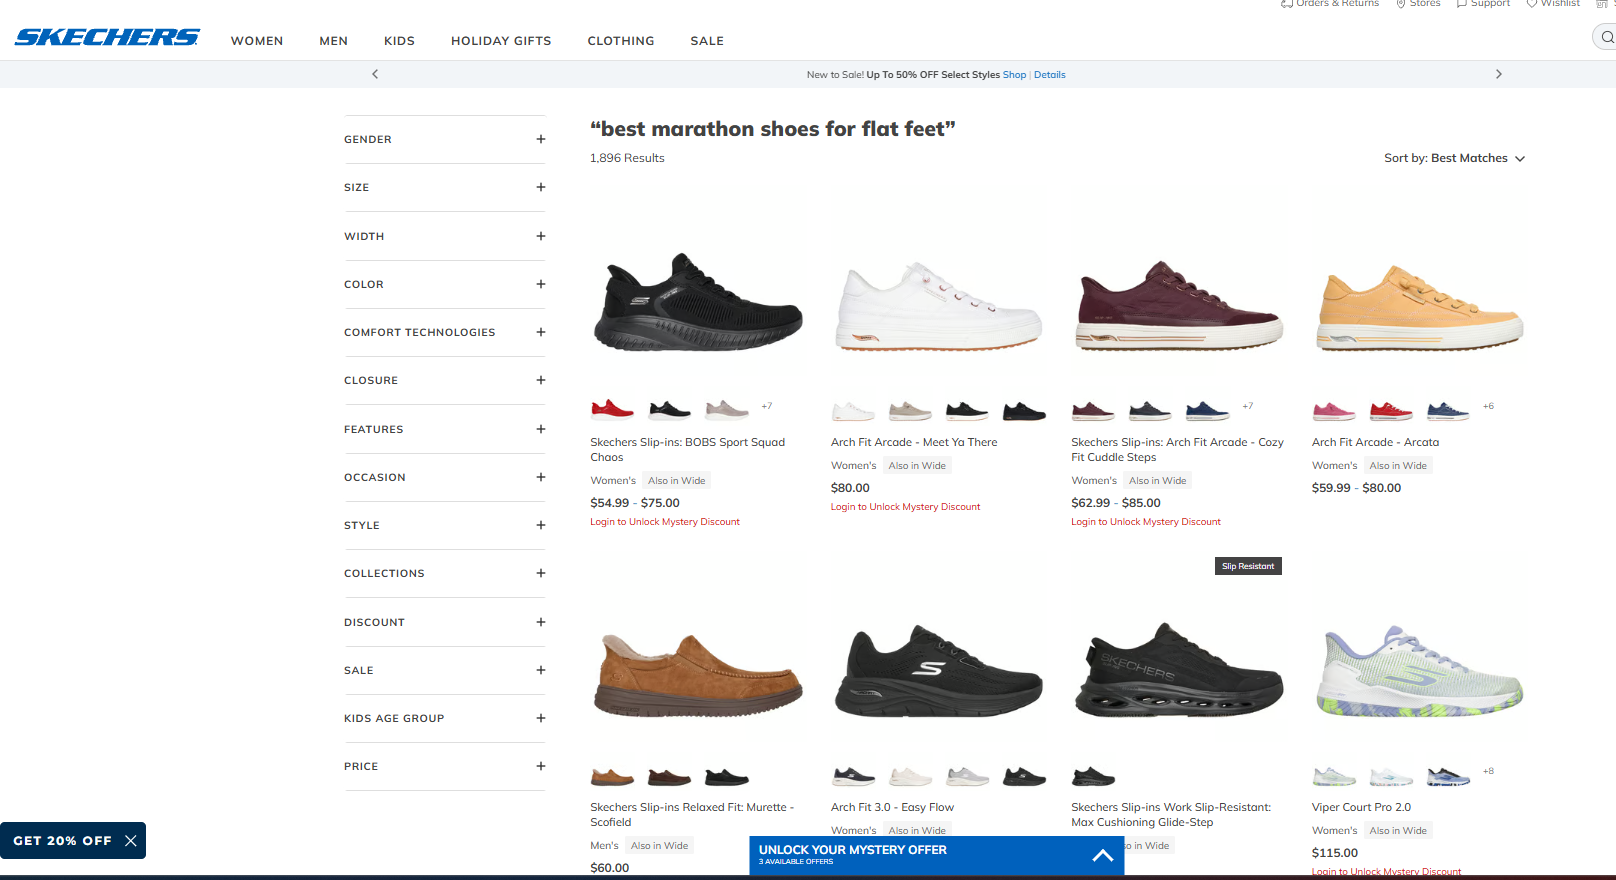 Orders & Returns
Stores
Support
Wishlist
SKECHERS
WOMEN
MEN
KIDS
HOLIDAY GIFTS
CLOTHING
SALE
New to Sale! Up To 50% OFF Select Styles Shop | Details
GENDER
SIZE
WIDTH
COLOR
COMFORT TECHNOLOGIES
CLOSURE
FEATURES
OCCASION
STYLE
COLLECTIONS
DISCOUNT
SALE
KIDS AGE GROUP
PRICE
“best marathon shoes for flat feet”
1,896 Results
Sort by: Best Matches
+7
Skechers Slip-ins: BOBS Sport Squad
Chaos
Women's
Also in Wide
$54.99 - $75.00
Login to Unlock Mystery Discount
Arch Fit Arcade - Meet Ya There
Women's
Also in Wide
$80.00
Login to Unlock Mystery Discount
+7
Skechers Slip-ins: Arch Fit Arcade - Cozy
Fit Cuddle Steps
Women's
Also in Wide
$62.99 - $85.00
Login to Unlock Mystery Discount
+6
Arch Fit Arcade - Arcata
Women's
Also in Wide
$59.99 - $80.00
Skechers Slip-ins Relaxed Fit: Murette -
Scofield
Men's
Also in Wide
$60.00
Arch Fit 3.0 - Easy Flow
Women's
Also in Wide
Slip Resistant
SKECHERS
Skechers Slip-ins Work Slip-Resistant:
Max Cushioning Glide-Step
in Wide
+8
Viper Court Pro 2.0
Women's
Also in Wide
$115.00
Login to Unlock Mystery Discount
GET 20% OFF
UNLOCK YOUR MYSTERY OFFER
3 AVAILABLE OFFERS